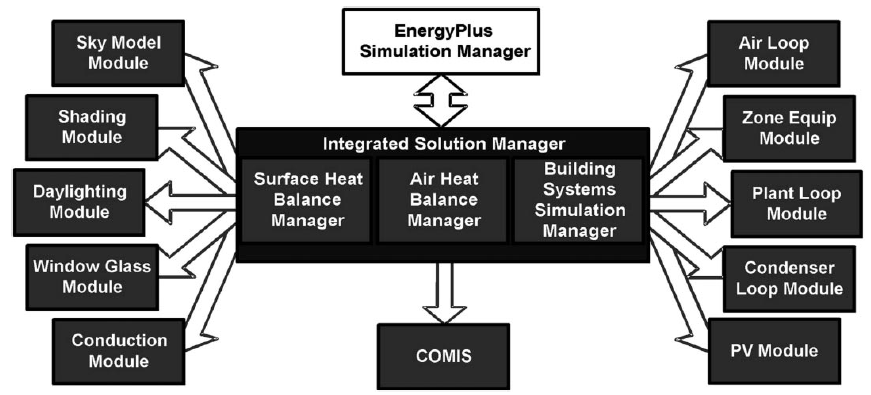 EnergyPlus
Simulation Manager
Sky Model
Module
Shading
Module
Daylighting
Module
Window Glass
Module
Conduction
Module
Integrated Solution Manager
Surface Heat
Balance
Manager
Air Heat
Balance
Manager
Building
Systems
Simulation
Manager
COMIS
Air Loop
Module
Zone Equip
Module
Plant Loop
Module
Condenser
Loop Module
PV Module